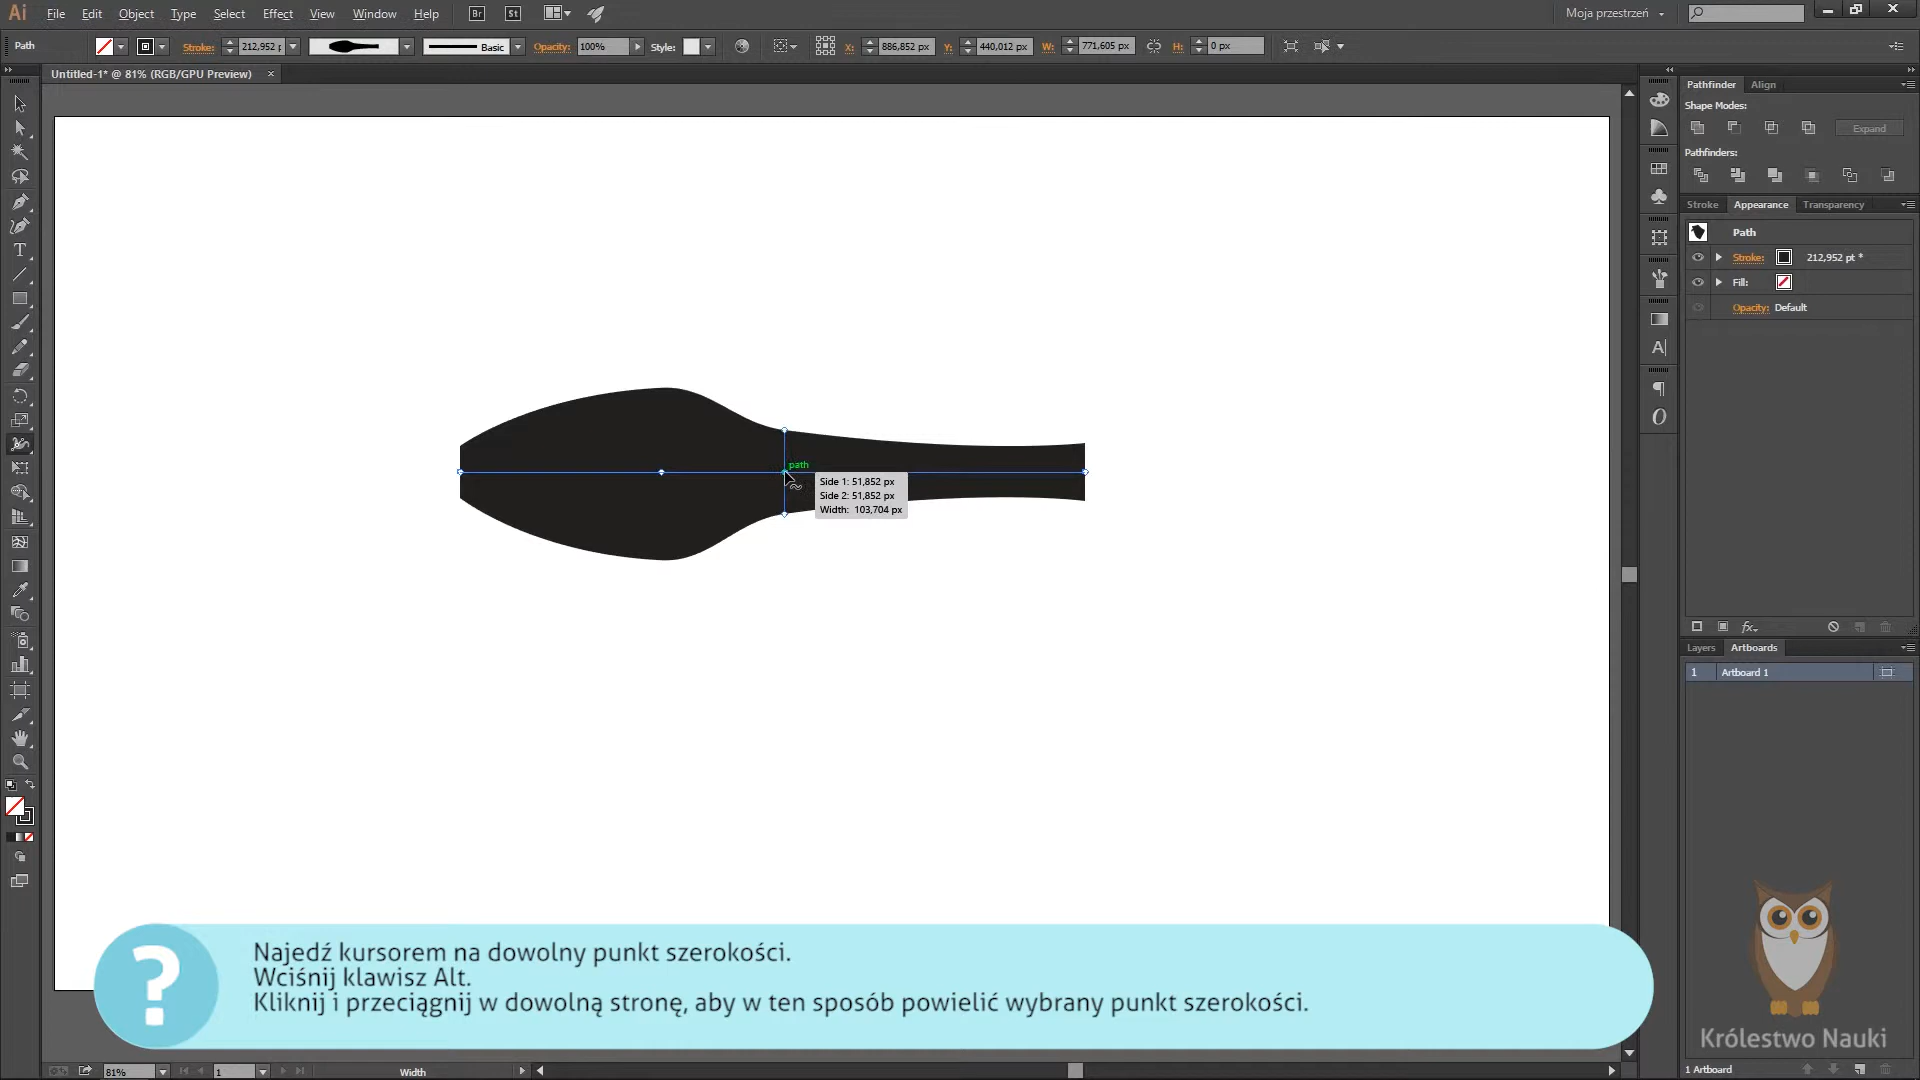 Ai File Edit Object Type Select Effect View Window Help Br St Moja przestrzeń
Path Stroke: 212,952 Basic Opacity: 100% Style: X: 886,852 px Y: 440,012 px W: 771,605 px H: 0 px
Untitled-1* @ 81% (RGB/GPU Preview) ×
Pathfinder Align
Shape Modes:
Expand
Pathfinders:
Stroke Appearance Transparency
Path
Stroke: 212,952 pt *
Fill:
Opacity: Default
fx
Layers Artboards
1 Artboard 1
path
Side 1: 51,852 px
Side 2: 51,852 px
Width: 103,704 px
Najedź kursorem na dowolny punkt szerokości.
Wciśnij klawisz Alt.
Kliknij i przeciągnij w dowolną stronę, aby w ten sposób powielić wybrany punkt szerokości.
?
Królestwo Nauki
81% 1 Width 1 Artboard